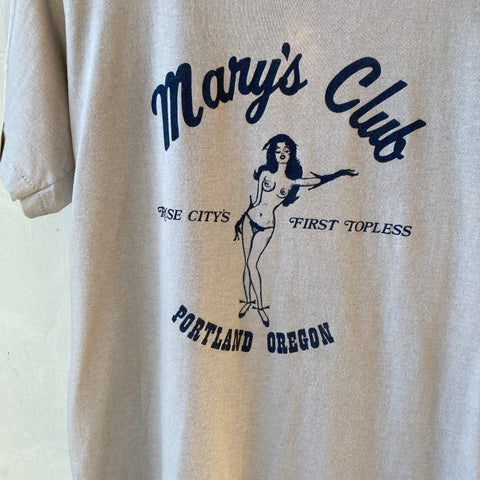 Mary's Club
ROSE CITY'S FIRST TOPLESS
PORTLAND OREGON